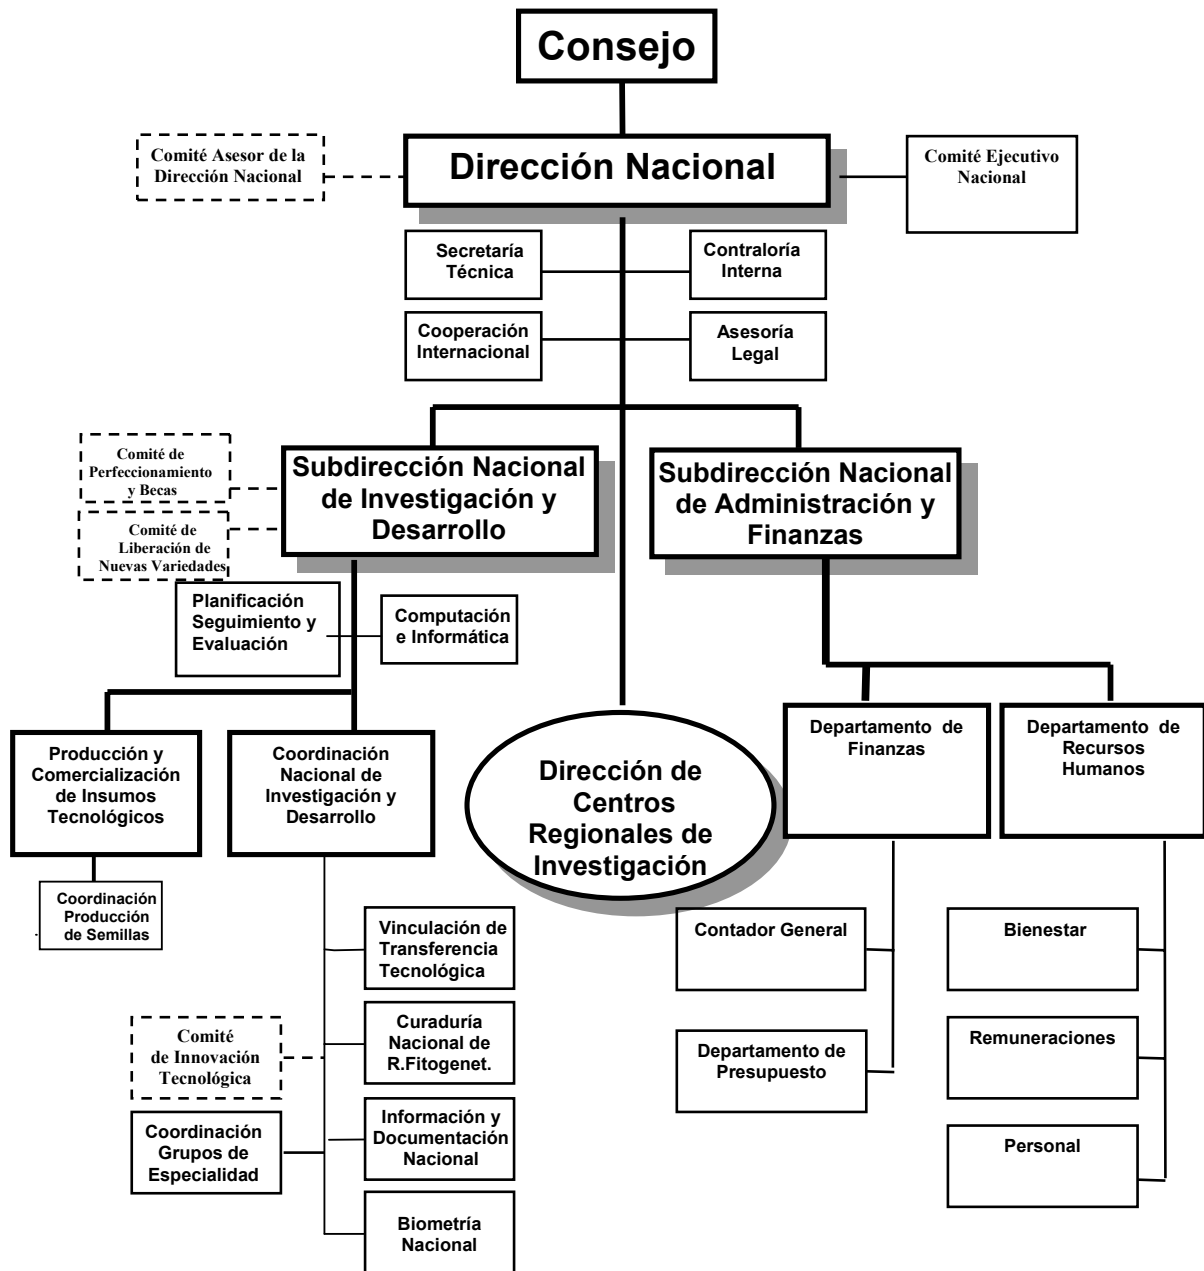 Consejo
Comité Asesor de la
Dirección Nacional
Dirección Nacional
Comité Ejecutivo
Nacional
Secretaría
Técnica
Contraloría
Interna
Cooperación
Internacional
Asesoría
Legal
Comité de
Perfeccionamiento
y Becas
Subdirección Nacional
de Investigación y
Desarrollo
Subdirección Nacional
de Administración y
Finanzas
Comité de
Liberación de
Nuevas Variedades
Planificación
Seguimiento y
Evaluación
Computación
e Informática
Producción y
Comercialización
de Insumos
Tecnológicos
Coordinación
Nacional de
Investigación y
Desarrollo
Dirección de
Centros
Regionales de
Investigación
Departamento de
Finanzas
Departamento de
Recursos
Humanos
Coordinación
Producción
de Semillas
Vinculación de
Transferencia
Tecnológica
Contador General
Bienestar
Comité
de Innovación
Tecnológica
Curaduría
Nacional de
R.Fitogenet.
Departamento de
Presupuesto
Remuneraciones
Coordinación
Grupos de
Especialidad
Información y
Documentación
Nacional
Personal
Biometría
Nacional